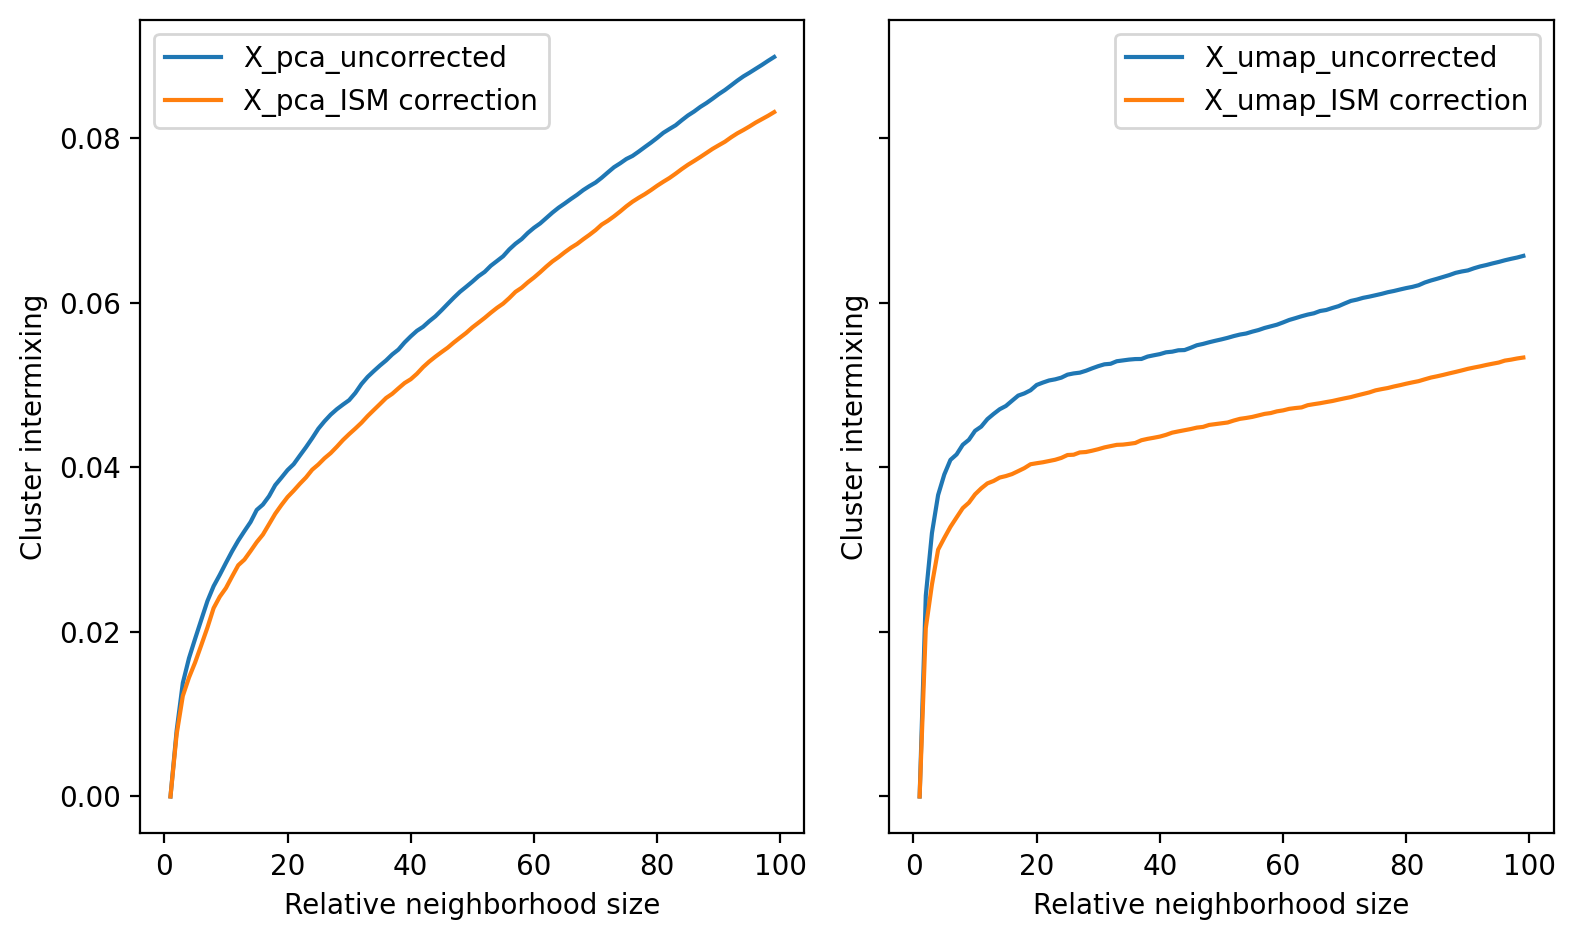 X_pca_uncorrected
X_pca_ISM correction
Cluster intermixing
0.08
0.06
0.04
0.02
0.00
0 20 40 60 80 100
Relative neighborhood size
X_umap_uncorrected
X_umap_ISM correction
Cluster intermixing
0 20 40 60 80 100
Relative neighborhood size